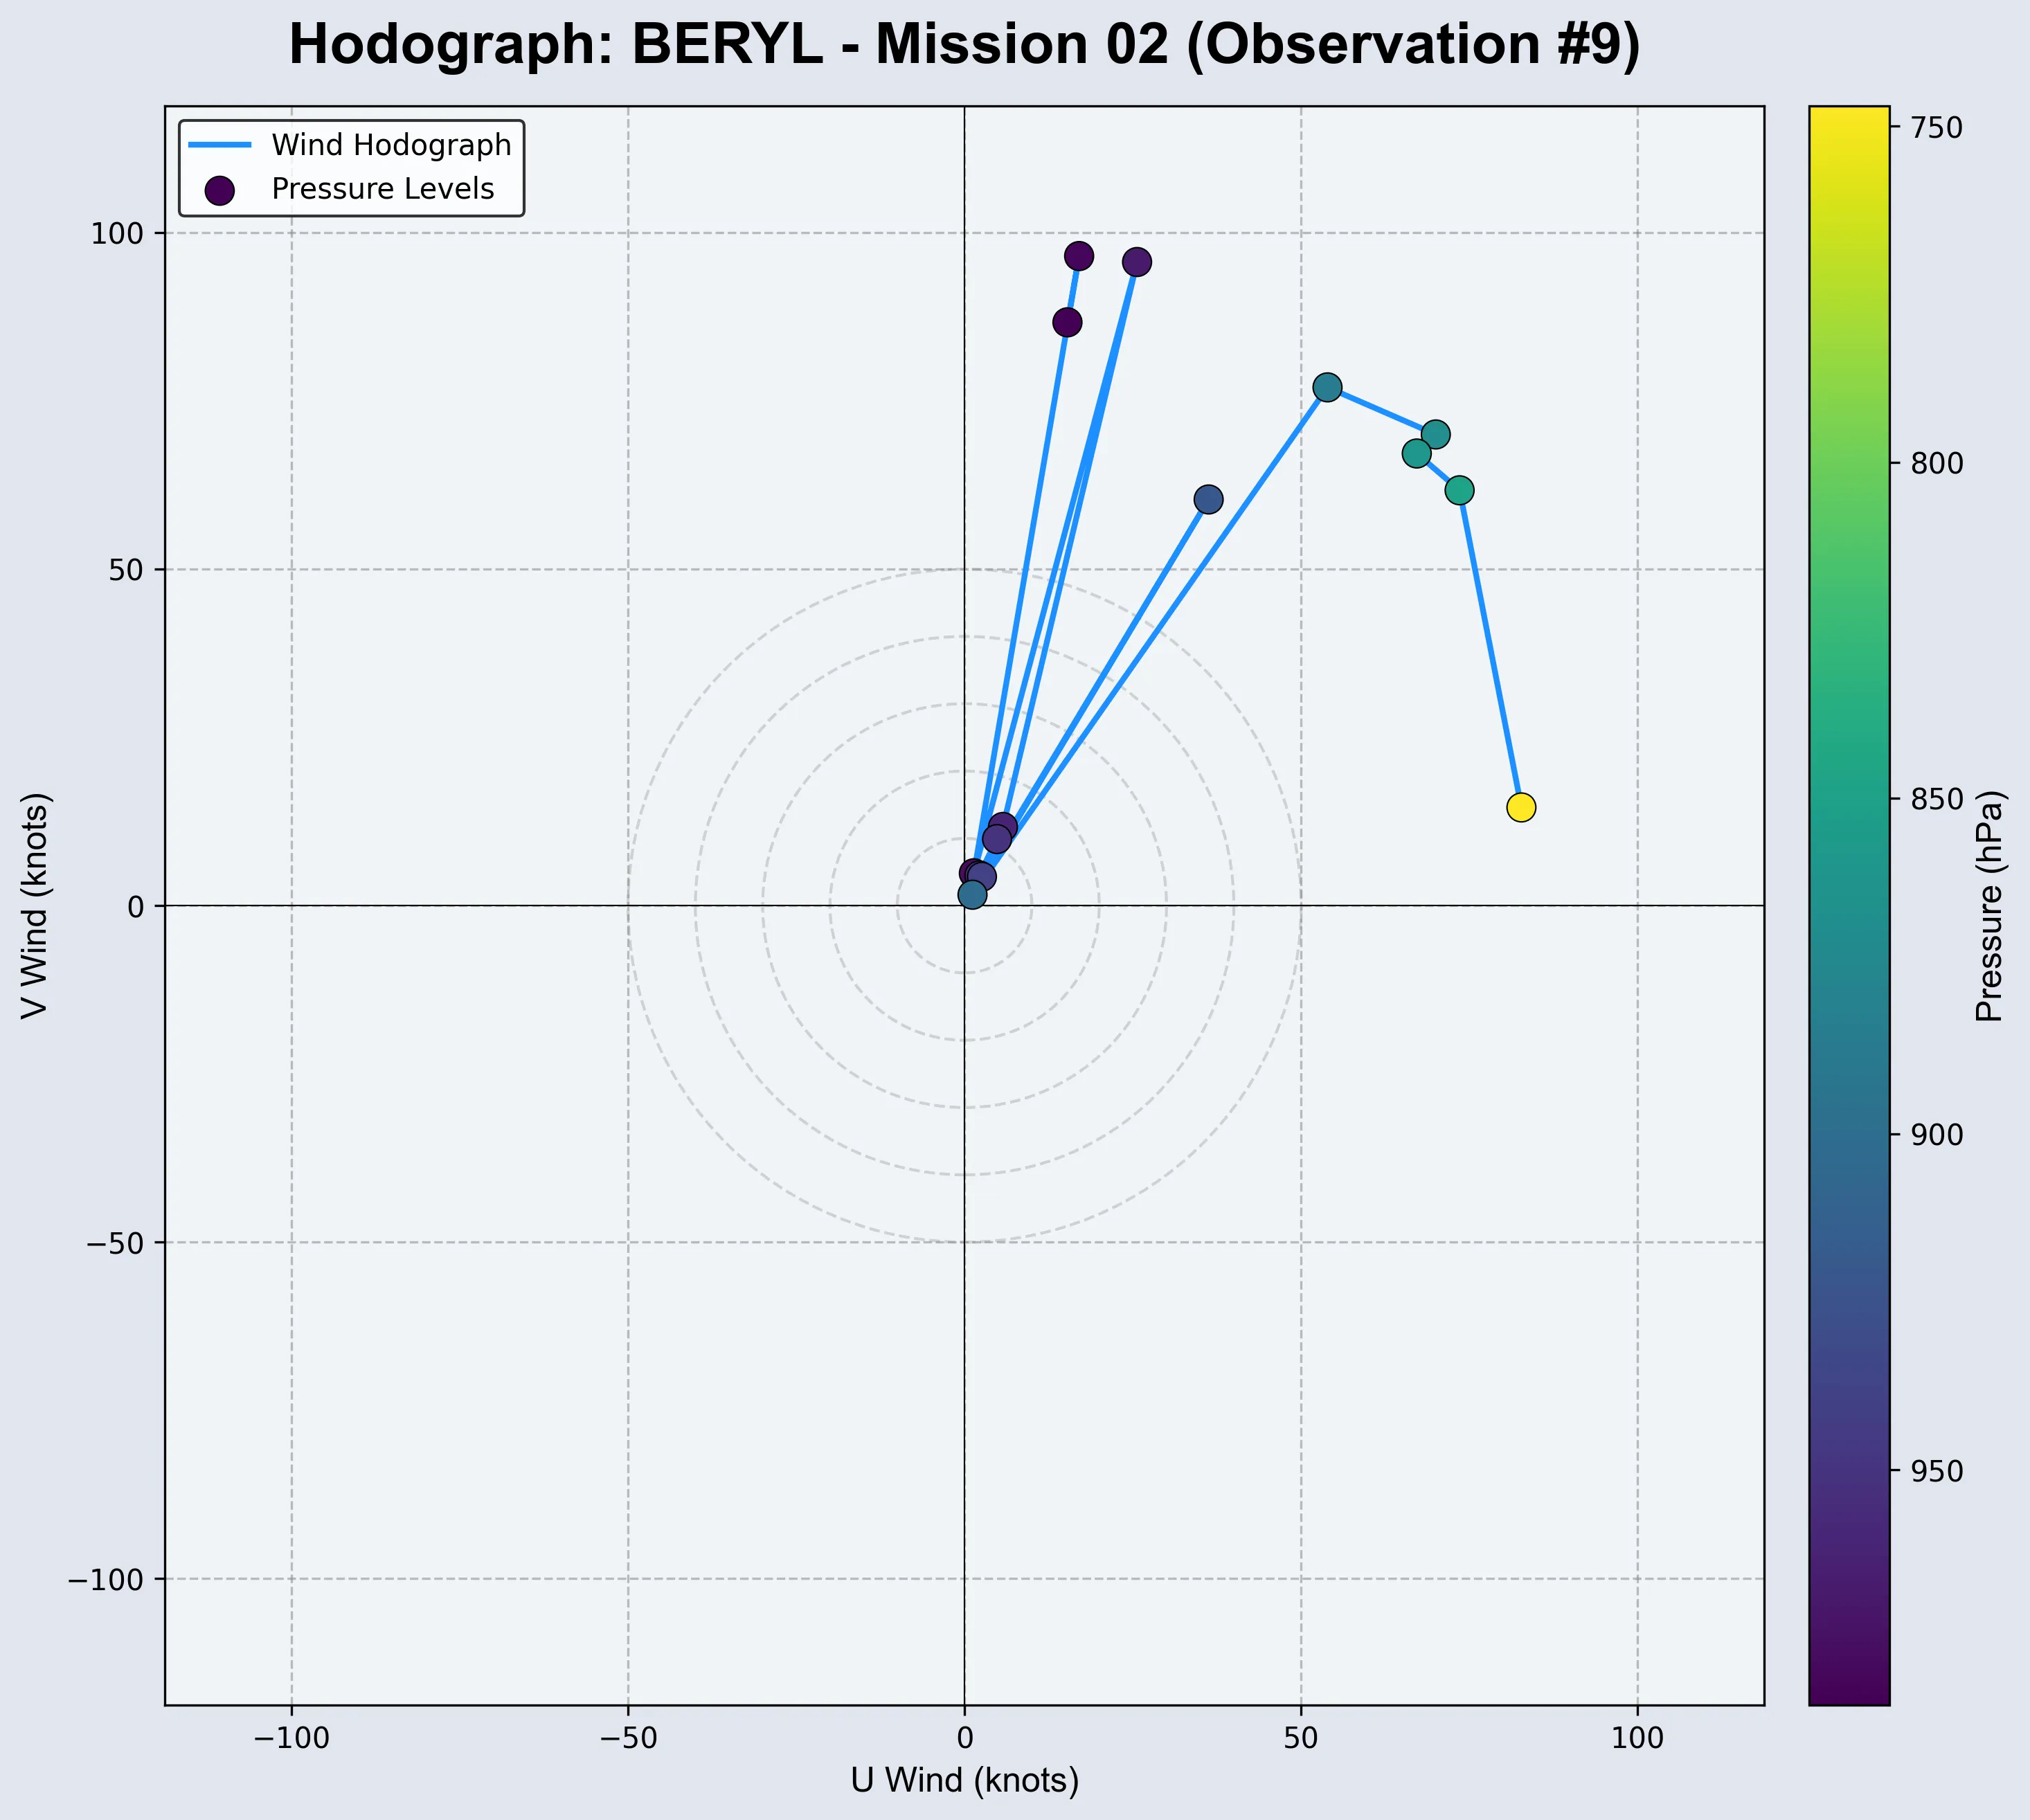 Hodograph: BERYL - Mission 02 (Observation #9)
Wind Hodograph
Pressure Levels
100
50
0
−50
−100
V Wind (knots)
−100
−50
0
50
100
U Wind (knots)
750
800
850
900
950
Pressure (hPa)